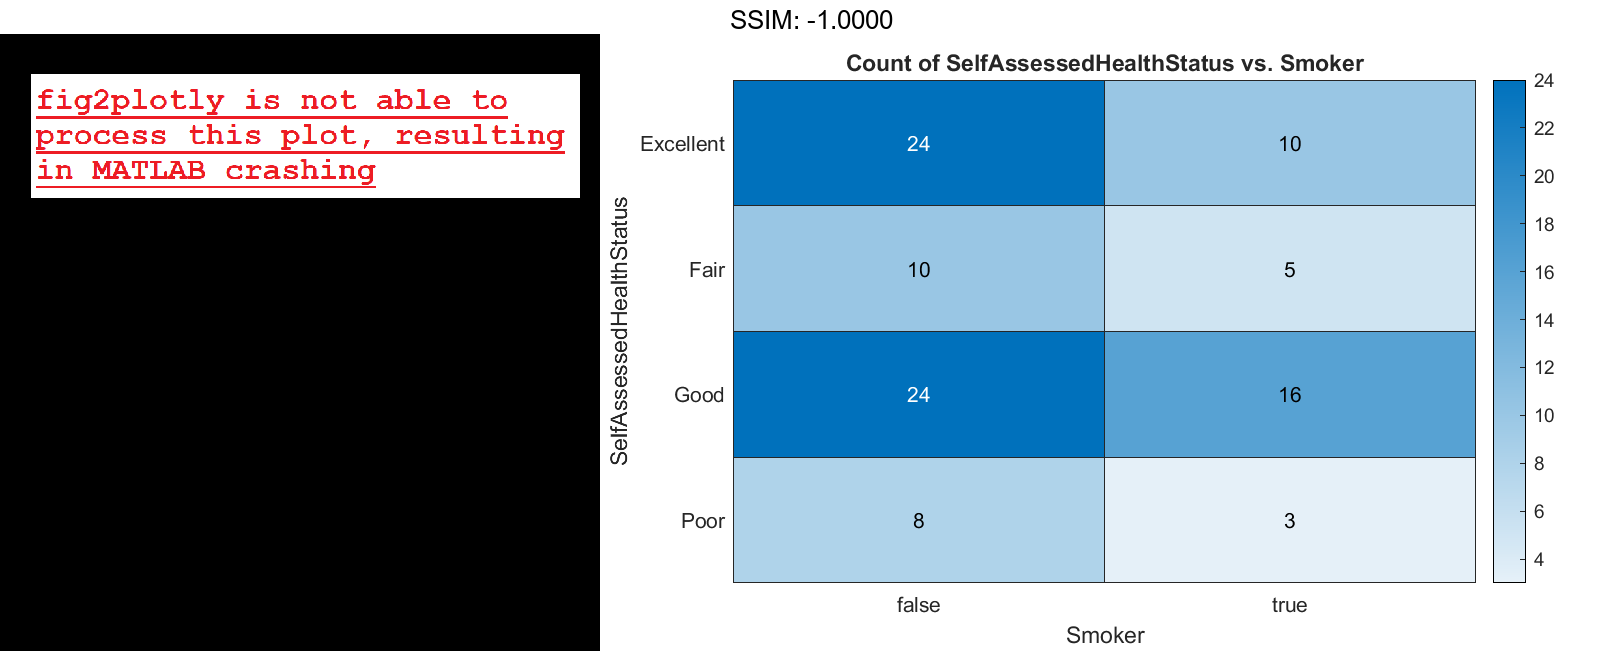 SSIM: -1.0000
fig2plotly is not able to
process this plot, resulting
in MATLAB crashing
Count of SelfAssessedHealthStatus vs. Smoker
SelfAssessedHealthStatus
Excellent 24 10
Fair 10 5
Good 24 16
Poor 8 3
false true
Smoker
24
22
20
18
16
14
12
10
8
6
4